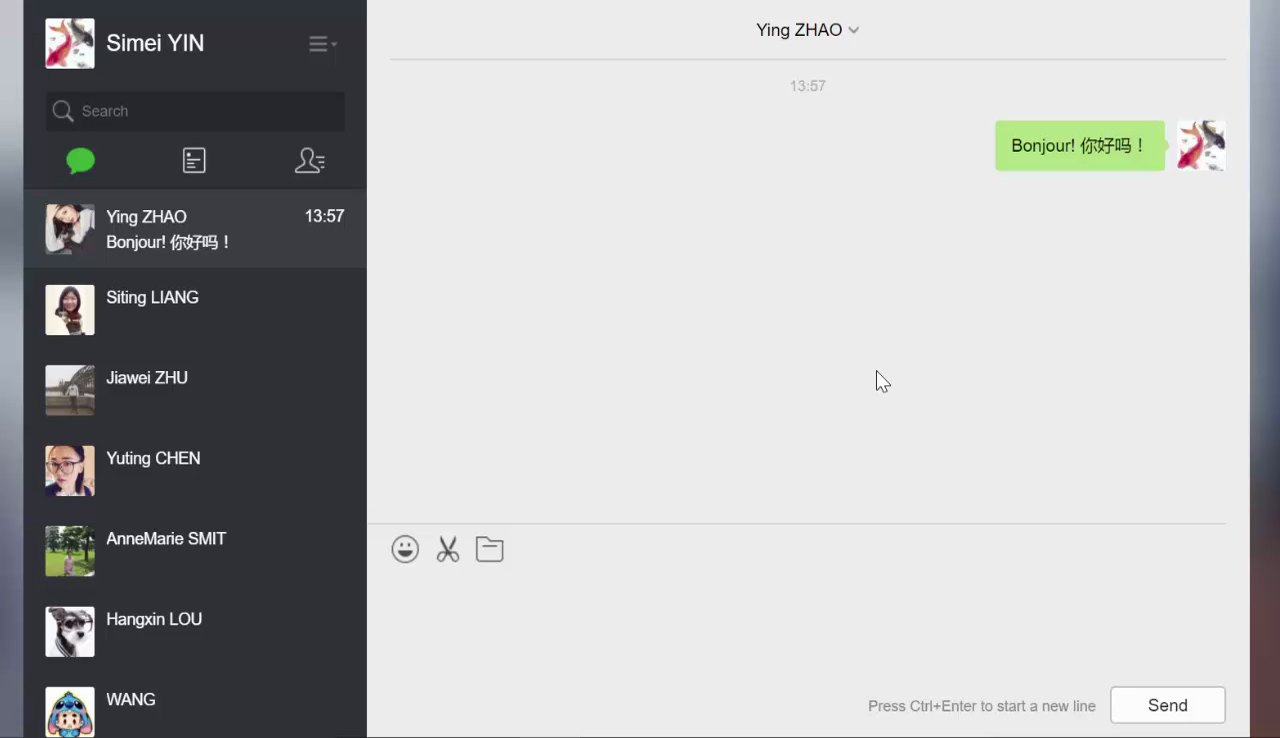 Simei YIN
Search
Ying ZHAO 13:57
Bonjour! 你好吗！
Siting LIANG
Jiawei ZHU
Yuting CHEN
AnneMarie SMIT
Hangxin LOU
WANG
Ying ZHAO
13:57
Bonjour! 你好吗！
Press Ctrl+Enter to start a new line
Send